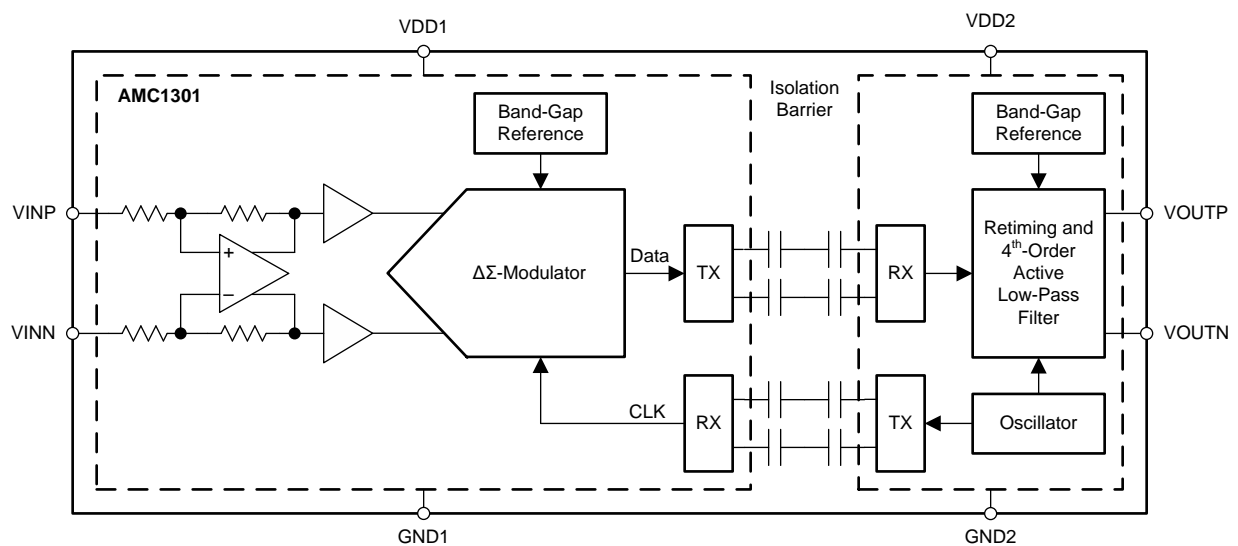 VDD1
VDD2
AMC1301
Isolation
Barrier
Band-Gap
Reference
Band-Gap
Reference
VINP
VINN
+
−
ΔΣ-Modulator
Data
TX
RX
Retiming and
4th-Order
Active
Low-Pass
Filter
VOUTP
VOUTN
CLK
RX
TX
Oscillator
GND1
GND2